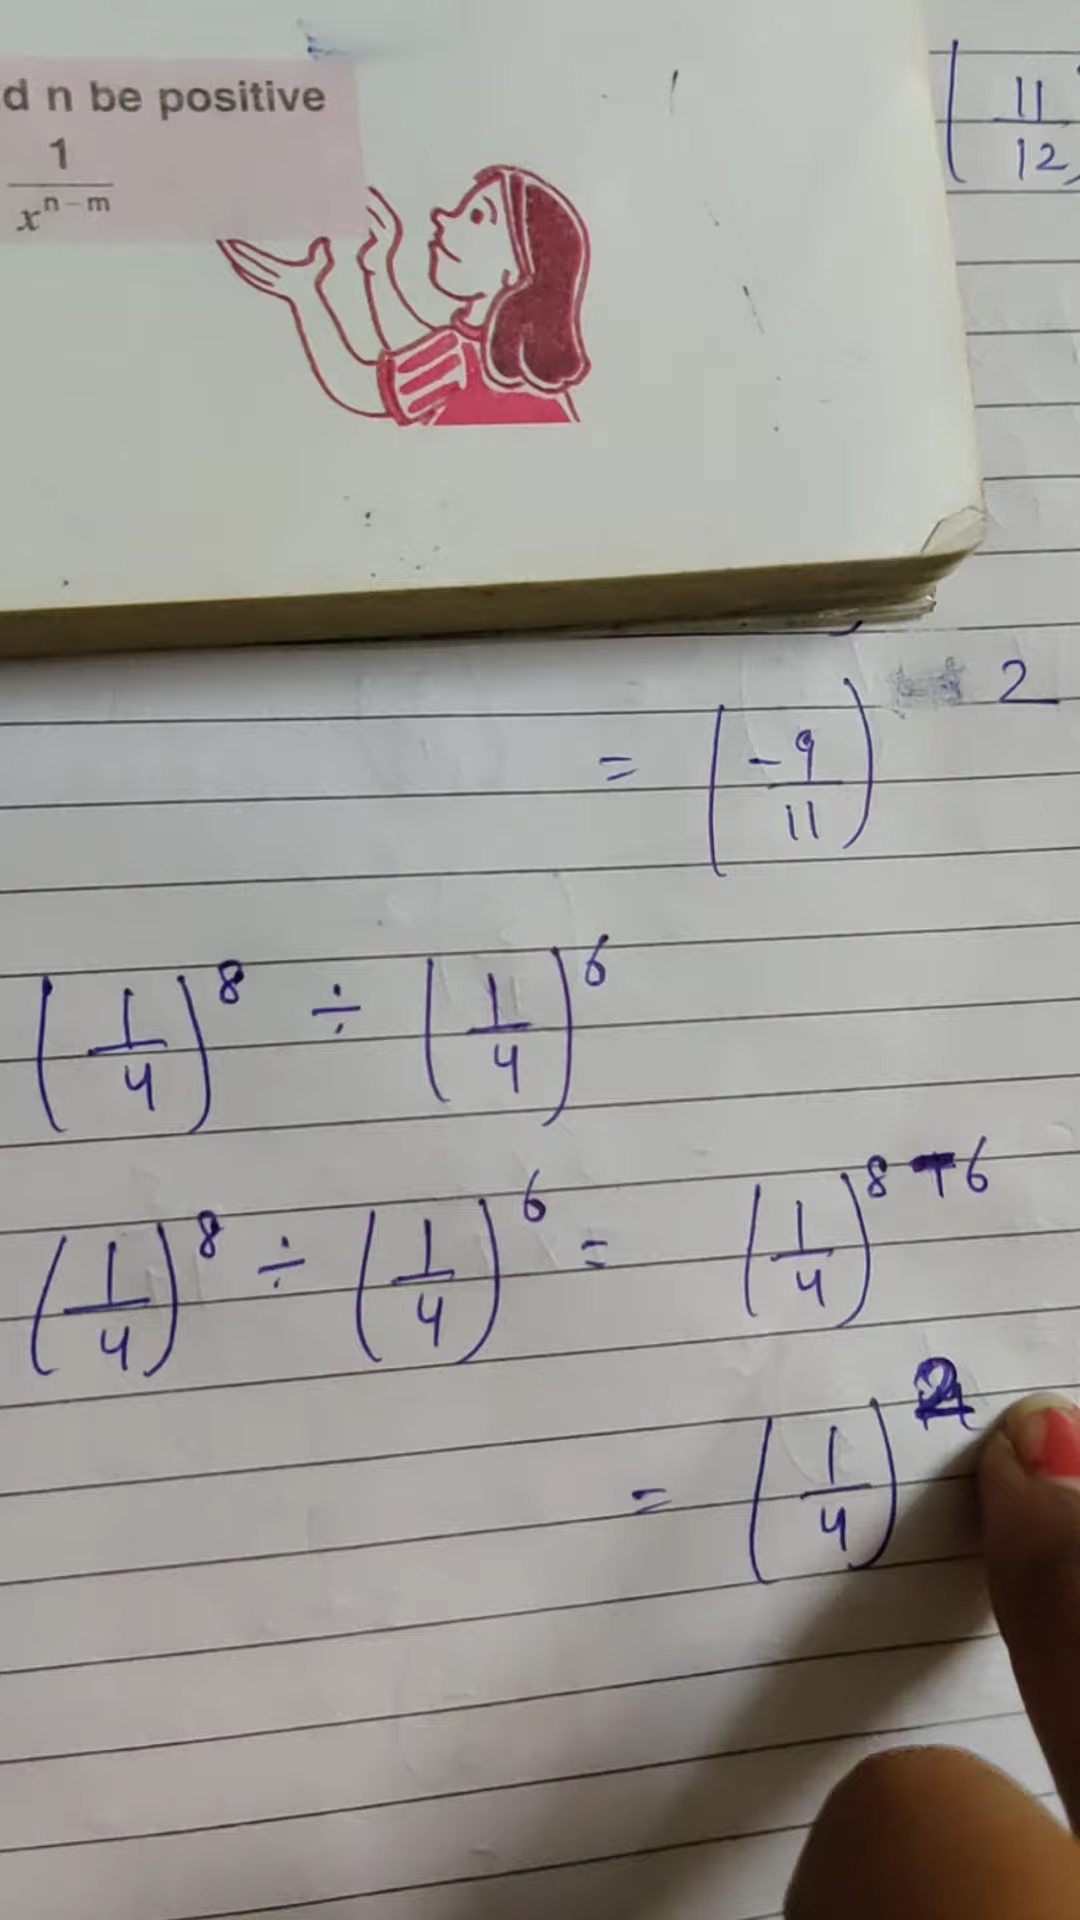 d n be positive
1/x^(n – m)
(11/12)
= (-9/11)^2
(1/4)^8 ÷ (1/4)^6
(1/4)^8 ÷ (1/4)^6 = (1/4)^(8 - 6)
= (1/4)^2